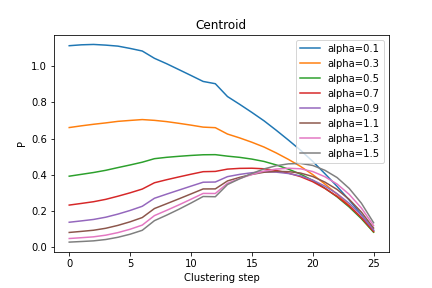 Centroid
alpha=0.1
alpha=0.3
alpha=0.5
alpha=0.7
alpha=0.9
alpha=1.1
alpha=1.3
alpha=1.5
P
1.0
0.8
0.6
0.4
0.2
0.0
0 5 10 15 20 25
Clustering step